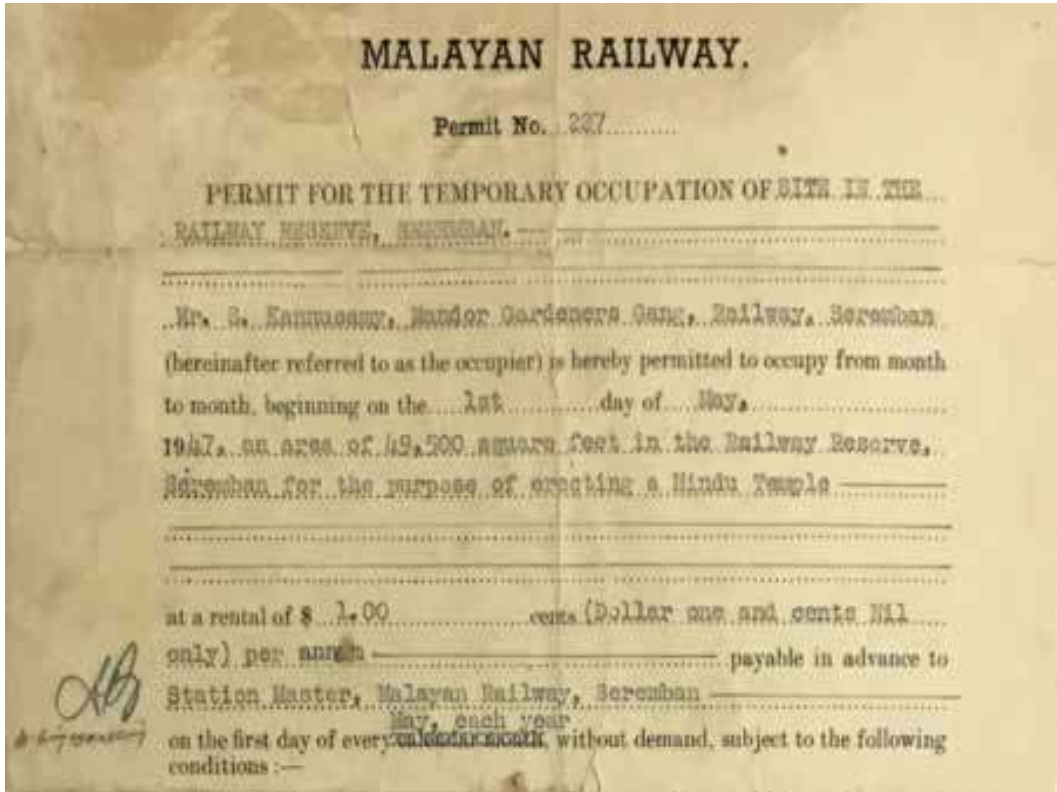 MALAYAN RAILWAY.
Permit No. 227
PERMIT FOR THE TEMPORARY OCCUPATION OF SITE IN THE
RAILWAY RESERVE, SEREMBAN.
Mr. S. Kannusamy, Mandor Gardeners Gang, Railway, Seremban
(hereinafter referred to as the occupier) is hereby permitted to occupy from month
to month, beginning on the 1st day of May,
1947, an area of 49,500 square feet in the Railway Reserve,
Seremban for the purpose of erecting a Hindu Temple
at a rental of $ 1.00 cents (Dollar one and cents Nil
only) per annum payable in advance to
Station Master, Malayan Railway, Seremban
May, each year
on the first day of every calendar month, without demand, subject to the following
conditions :—